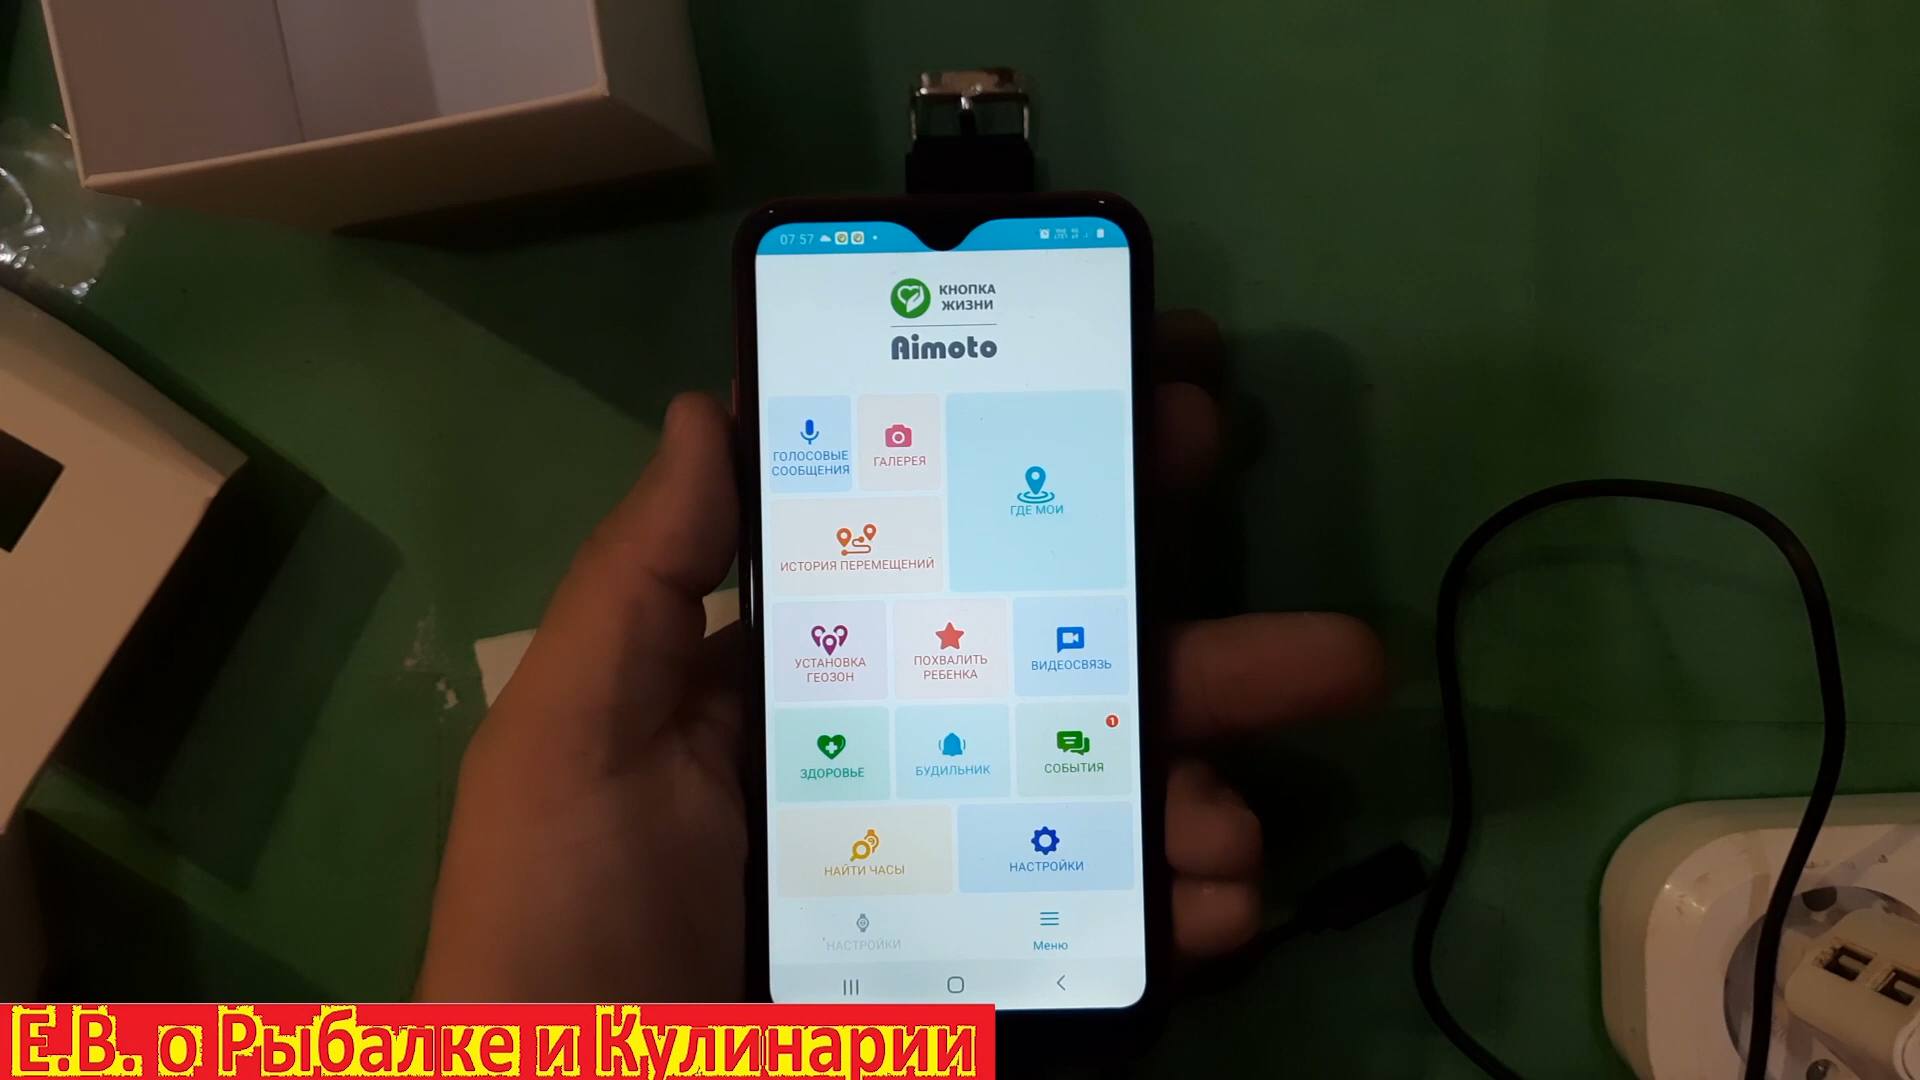 07:57
КНОПКА
ЖИЗНИ
Aimoto
ГОЛОСОВЫЕ
СООБЩЕНИЯ
ГАЛЕРЕЯ
ГДЕ МОИ
ИСТОРИЯ ПЕРЕМЕЩЕНИЙ
УСТАНОВКА
ГЕОЗОН
ПОХВАЛИТЬ
РЕБЕНКА
ВИДЕОСВЯЗЬ
ЗДОРОВЬЕ
БУДИЛЬНИК
СОБЫТИЯ
1
НАЙТИ ЧАСЫ
НАСТРОЙКИ
НАСТРОЙКИ
Меню
Е.В. о Рыбалке и Кулинарии